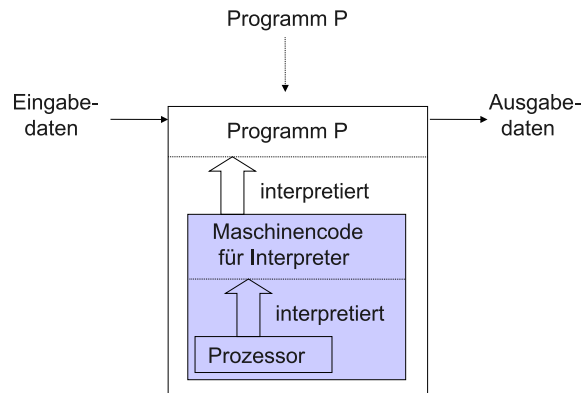 Programm P
Eingabe-
daten
Ausgabe-
daten
Programm P
interpretiert
Maschinencode
für Interpreter
interpretiert
Prozessor